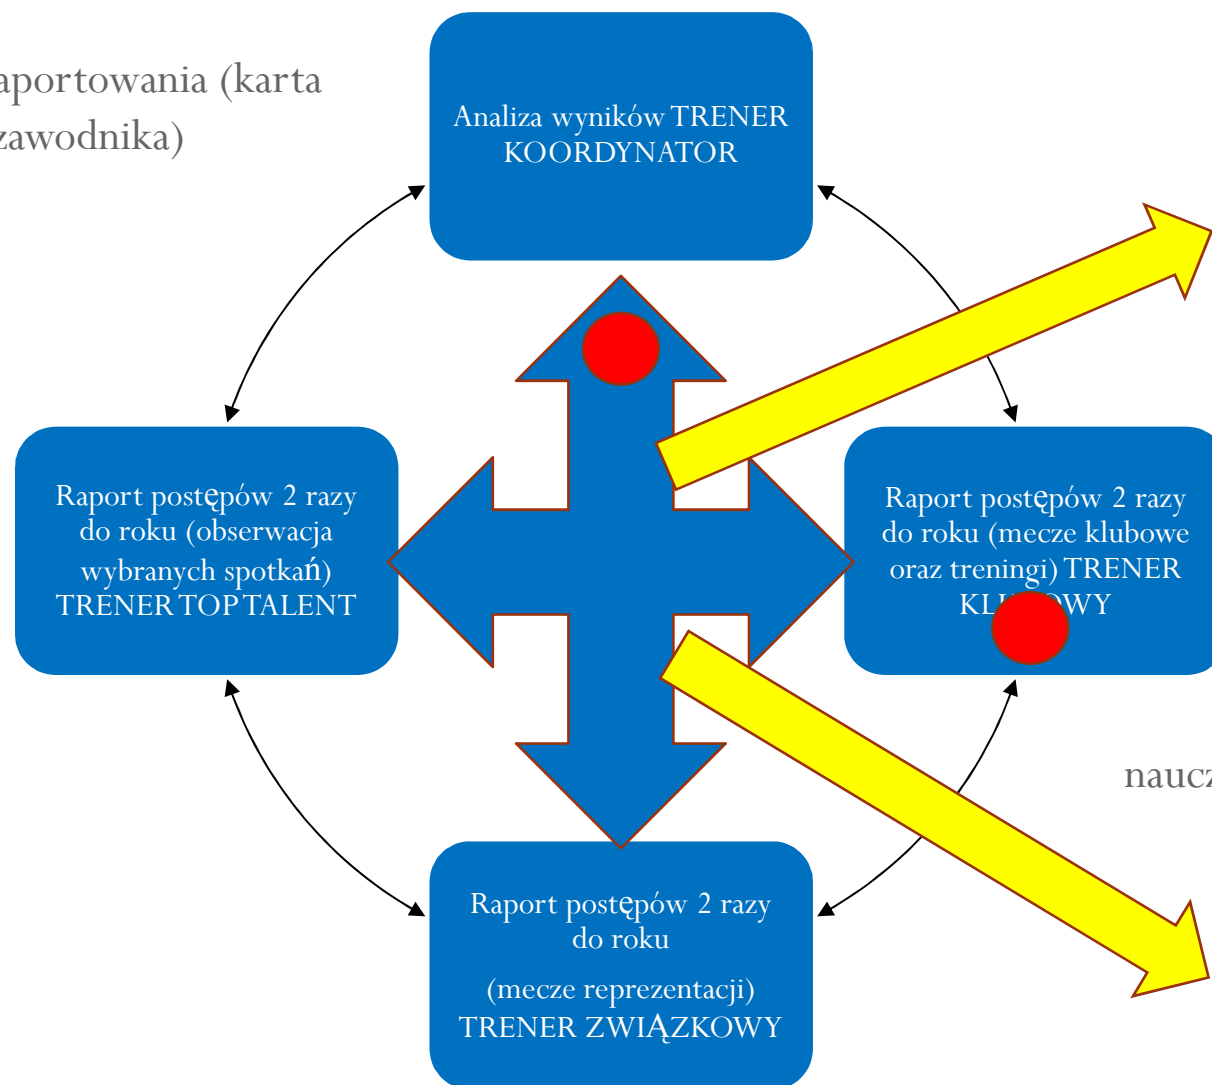 aportowania (karta
zawodnika)
Analiza wyników TRENER
KOORDYNATOR
Raport postępów 2 razy
do roku (obserwacja
wybranych spotkań)
TRENER TOP TALENT
Raport postępów 2 razy
do roku (mecze klubowe
oraz treningi) TRENER
naucz
Raport postępów 2 razy
do roku
(mecze reprezentacji)
TRENER ZWIĄZKOWY